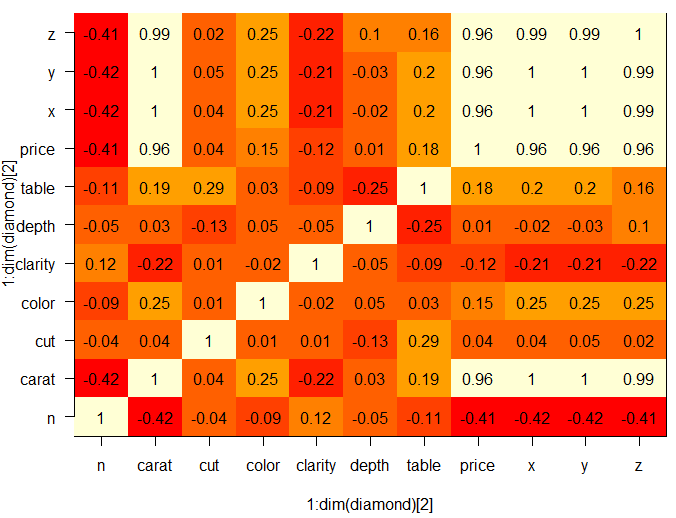 z -0.41 0.99 0.02 0.25 -0.22 0.1 0.16 0.96 0.99 0.99 1
y -0.42 1 0.05 0.25 -0.21 -0.03 0.2 0.96 1 1 0.99
x -0.42 1 0.04 0.25 -0.21 -0.02 0.2 0.96 1 1 0.99
price -0.41 0.96 0.04 0.15 -0.12 0.01 0.18 1 0.96 0.96 0.96
table -0.11 0.19 0.29 0.03 -0.09 -0.25 1 0.18 0.2 0.2 0.16
depth -0.05 0.03 -0.13 0.05 -0.05 1 -0.25 0.01 -0.02 -0.03 0.1
clarity 0.12 -0.22 0.01 -0.02 1 -0.05 -0.09 -0.12 -0.21 -0.21 -0.22
color -0.09 0.25 0.01 1 -0.02 0.05 0.03 0.15 0.25 0.25 0.25
cut -0.04 0.04 1 0.01 0.01 -0.13 0.29 0.04 0.04 0.05 0.02
carat -0.42 1 0.04 0.25 -0.22 0.03 0.19 0.96 1 1 0.99
n 1 -0.42 -0.04 -0.09 0.12 -0.05 -0.11 -0.41 -0.42 -0.42 -0.41
n carat cut color clarity depth table price x y z
1:dim(diamond)[2]
1:dim(diamond)[2]